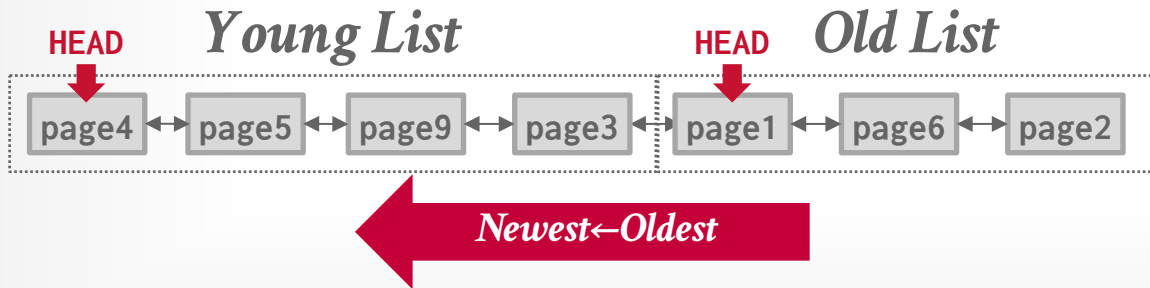 Young List
Old List
HEAD
HEAD
page4
page5
page9
page3
page1
page6
page2
Newest←Oldest